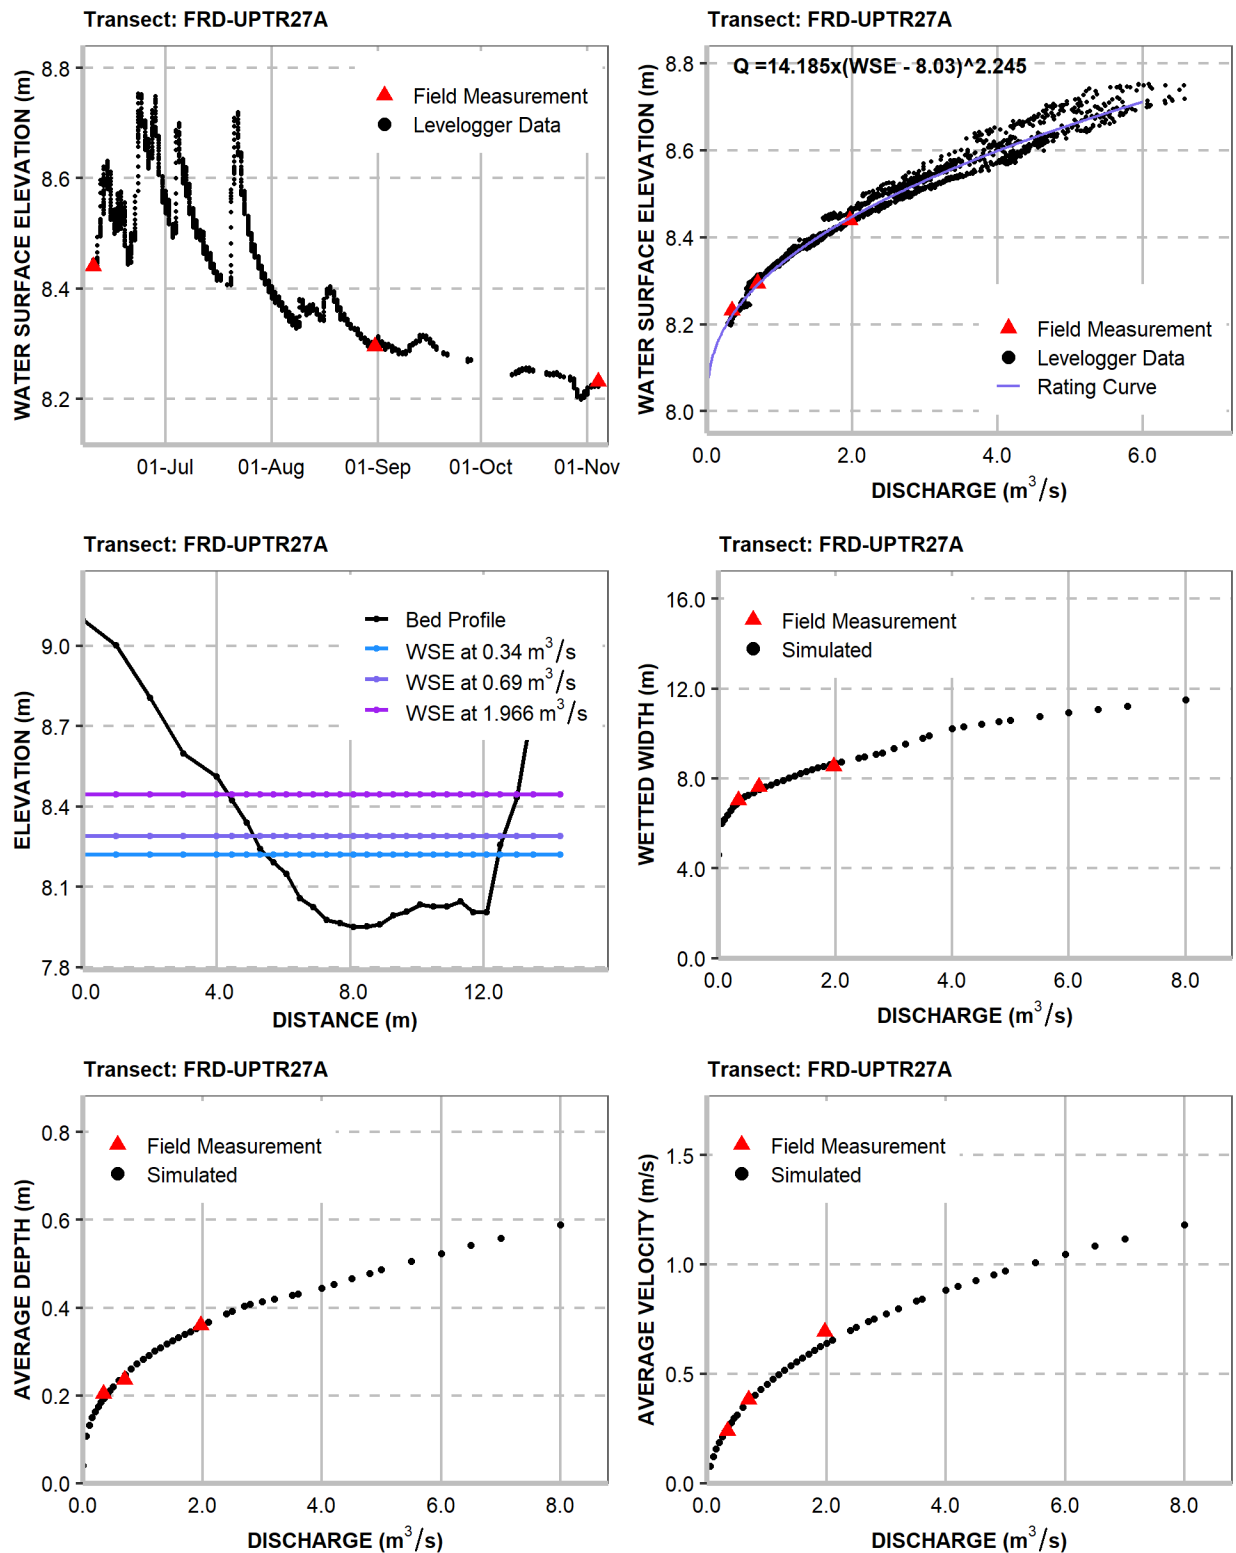 Transect: FRD-UPTR27A
WATER SURFACE ELEVATION (m)
8.8
8.6
8.4
8.2
Field Measurement
Levelogger Data
01-Jul
01-Aug
01-Sep
01-Oct
01-Nov
WATER SURFACE ELEVATION (m)
8.8
8.6
8.4
8.2
8.0
Q =14.185x(WSE - 8.03)^2.245
Field Measurement
Levelogger Data
Rating Curve
0.0
2.0
4.0
6.0
DISCHARGE (m³/s)
Transect: FRD-UPTR27A
ELEVATION (m)
9.0
8.7
8.4
8.1
7.8
Bed Profile
WSE at 0.34 m³/s
WSE at 0.69 m³/s
WSE at 1.966 m³/s
0.0
4.0
8.0
12.0
DISTANCE (m)
Transect: FRD-UPTR27A
WETTED WIDTH (m)
16.0
12.0
8.0
4.0
0.0
Field Measurement
Simulated
0.0
2.0
4.0
6.0
8.0
DISCHARGE (m³/s)
Transect: FRD-UPTR27A
AVERAGE DEPTH (m)
0.8
0.6
0.4
0.2
0.0
Field Measurement
Simulated
0.0
2.0
4.0
6.0
8.0
DISCHARGE (m³/s)
Transect: FRD-UPTR27A
AVERAGE VELOCITY (m/s)
1.5
1.0
0.5
0.0
Field Measurement
Simulated
0.0
2.0
4.0
6.0
8.0
DISCHARGE (m³/s)